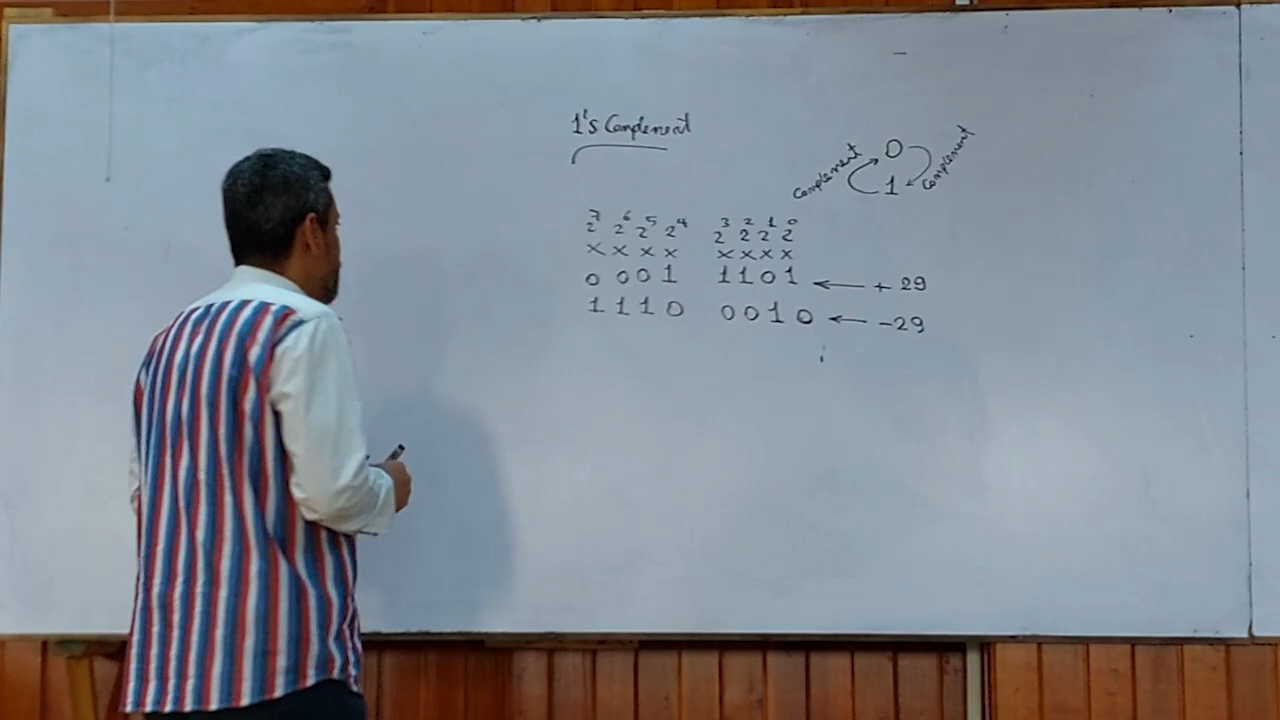 1's Complement
0
Complement Complement
1
2⁷ 2⁶ 2⁵ 2⁴ 2³ 2² 2¹ 2⁰
x x x x x x x x
0 0 0 1 1 1 0 1 ← + 29
1 1 1 0 0 0 1 0 ← -29